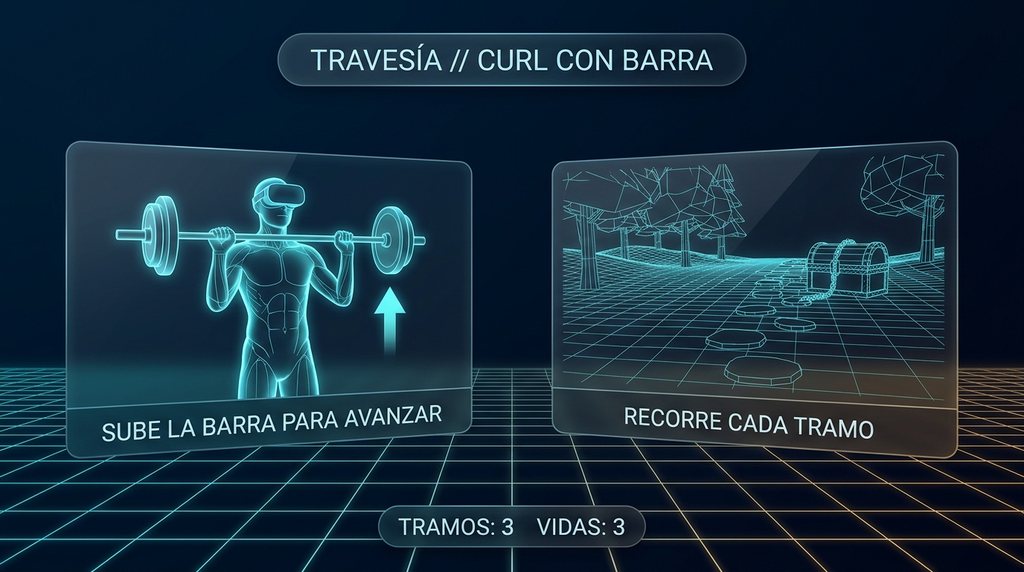 TRAVESÍA // CURL CON BARRA
SUBE LA BARRA PARA AVANZAR
RECORRE CADA TRAMO
TRAMOS: 3 VIDAS: 3